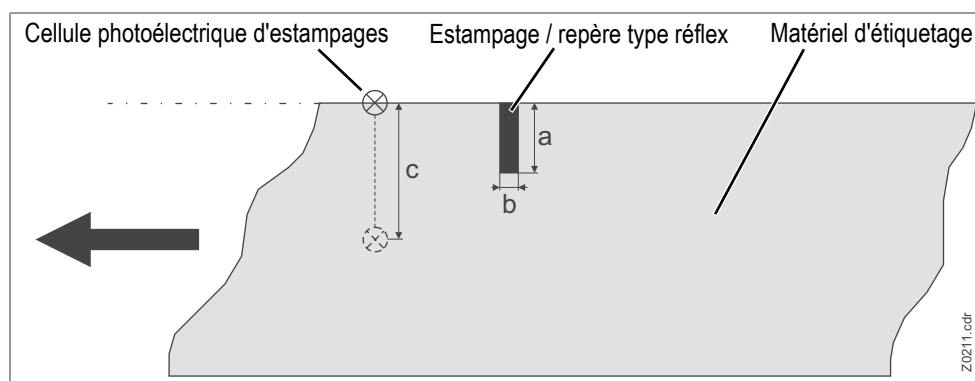 Cellule photoélectrique d'estampages
Estampage / repère type réflex
Matériel d'étiquetage
a
c
b
Z0211.cdr